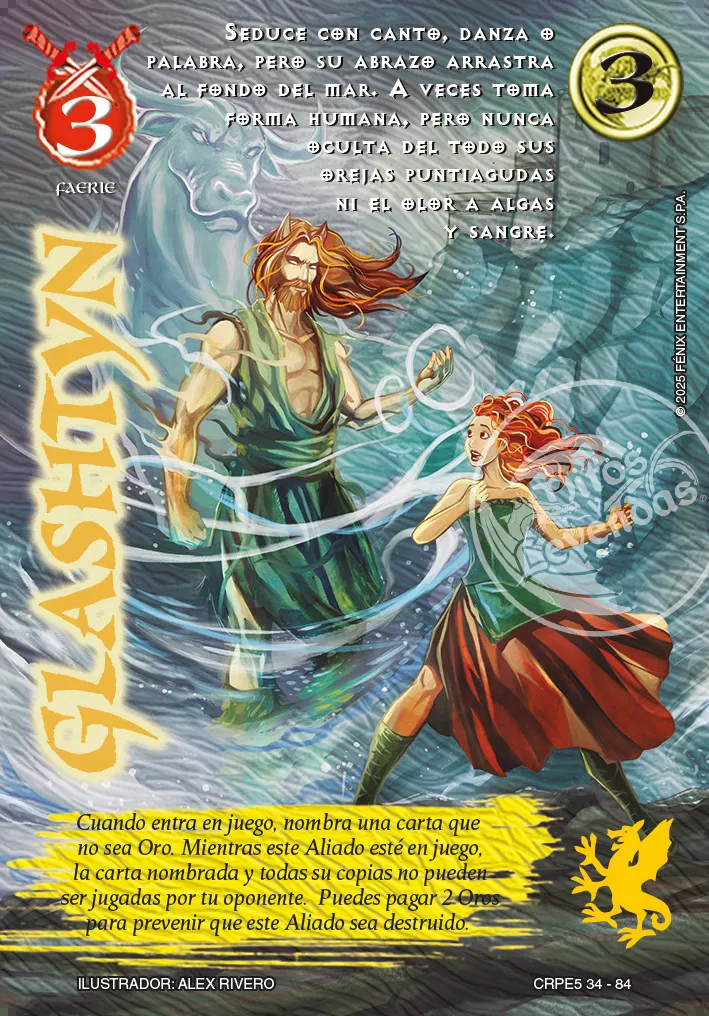 Seduce con canto, danza o
palabra, pero su abrazo arrastra
al fondo del mar. A veces toma
forma humana, pero nunca
oculta del todo sus
orejas puntiagudas
ni el olor a algas
y sangre.
3
3
FAERIE
GLASHTYN
© 2025 FÉNIX ENTERTAINMENT S.P.A.
Mitos
y
Leyendas®
Cuando entra en juego, nombra una carta que
no sea Oro. Mientras este Aliado esté en juego,
la carta nombrada y todas su copias no pueden
ser jugadas por tu oponente. Puedes pagar 2 Oros
para prevenir que este Aliado sea destruido.
ILUSTRADOR: ALEX RIVERO
CRPE5 34 - 84